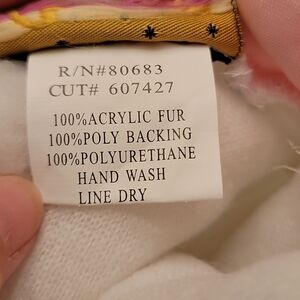 R/N#80683
CUT# 607427
100%ACRYLIC FUR
100%POLY BACKING
100%POLYURETHANE
HAND WASH
LINE DRY